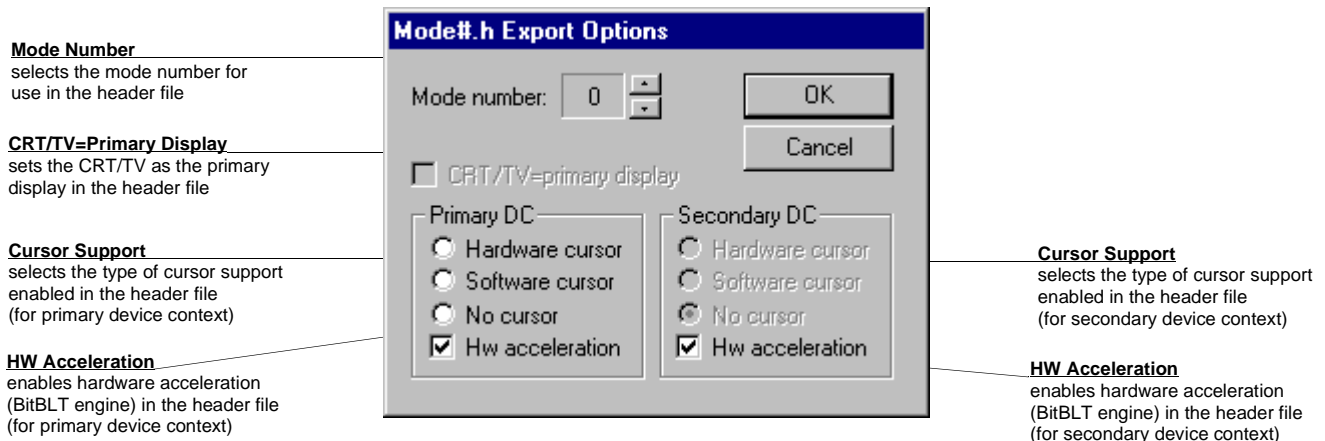 Mode Number
selects the mode number for
use in the header file
CRT/TV=Primary Display
sets the CRT/TV as the primary
display in the header file
Cursor Support
selects the type of cursor support
enabled in the header file
(for primary device context)
HW Acceleration
enables hardware acceleration
(BitBLT engine) in the header file
(for primary device context)
Mode#.h Export Options
Mode number: 0
OK
Cancel
CRT/TV=primary display
Primary DC
Hardware cursor
Software cursor
No cursor
Hw acceleration
Secondary DC
Hardware cursor
Software cursor
No cursor
Hw acceleration
Cursor Support
selects the type of cursor support
enabled in the header file
(for secondary device context)
HW Acceleration
enables hardware acceleration
(BitBLT engine) in the header file
(for secondary device context)